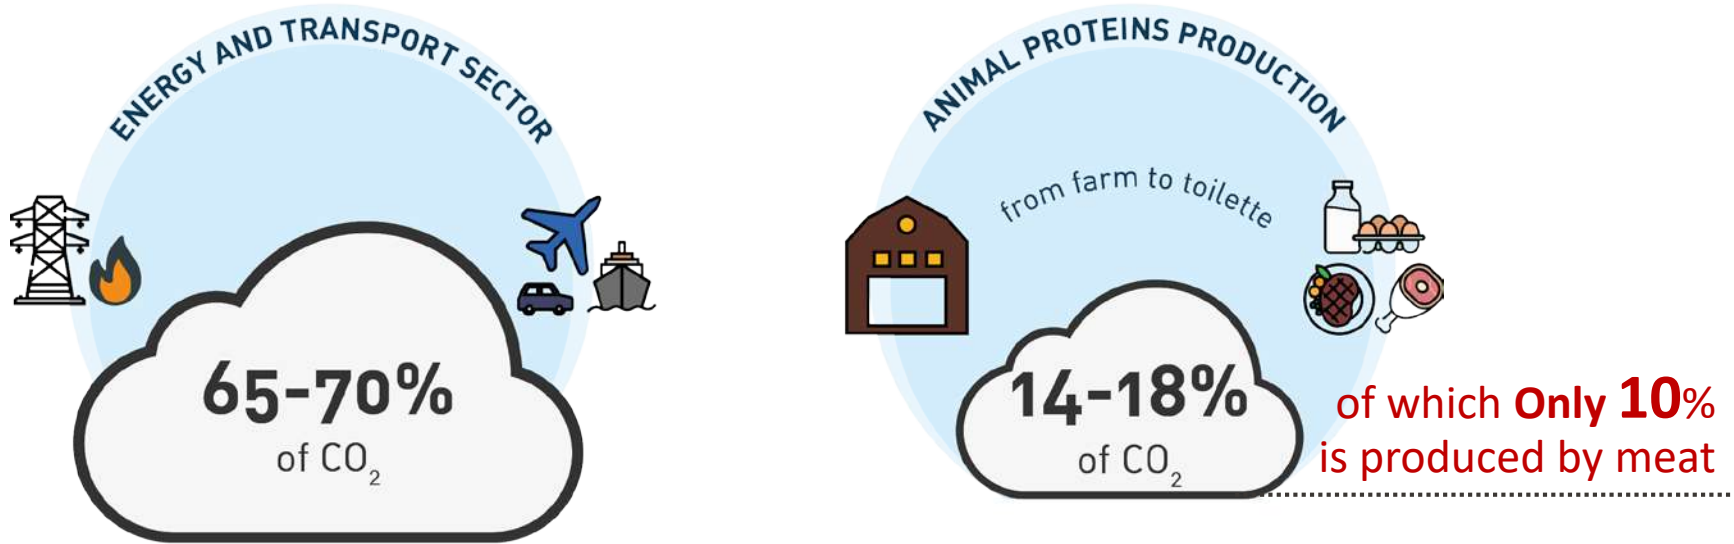 ENERGY AND TRANSPORT SECTOR
65-70%
of CO2
ANIMAL PROTEINS PRODUCTION
from farm to toilette
14-18%
of CO2
of which Only 10%
is produced by meat